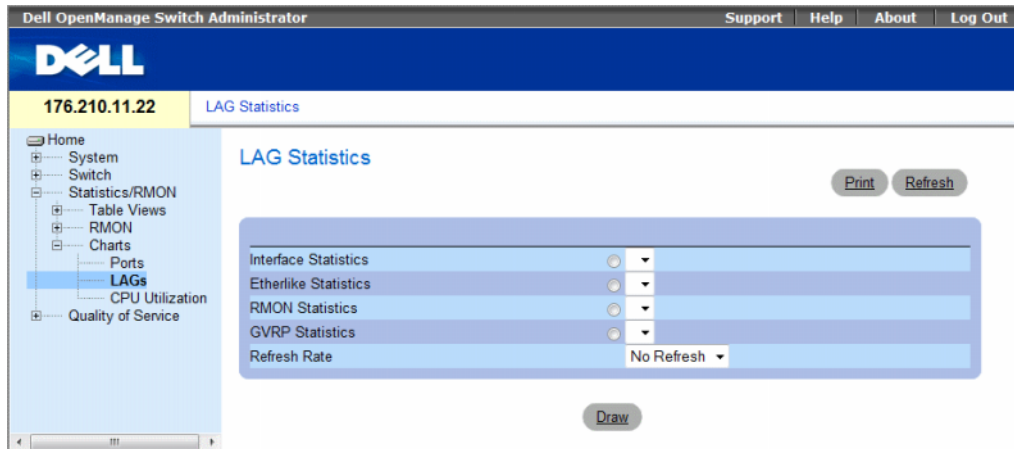 Dell OpenManage Switch Administrator Support Help About Log Out
DELL
176.210.11.22 LAG Statistics
Home
System
Switch
Statistics/RMON
Table Views
RMON
Charts
Ports
LAGs
CPU Utilization
Quality of Service
LAG Statistics
Print Refresh
Interface Statistics
Etherlike Statistics
RMON Statistics
GVRP Statistics
Refresh Rate No Refresh
Draw